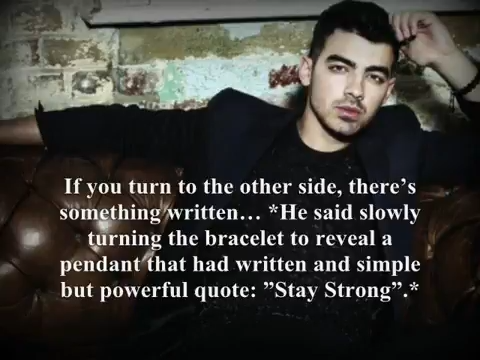 If you turn to the other side, there’s
something written… *He said slowly
turning the bracelet to reveal a
pendant that had written and simple
but powerful quote: ”Stay Strong”.*